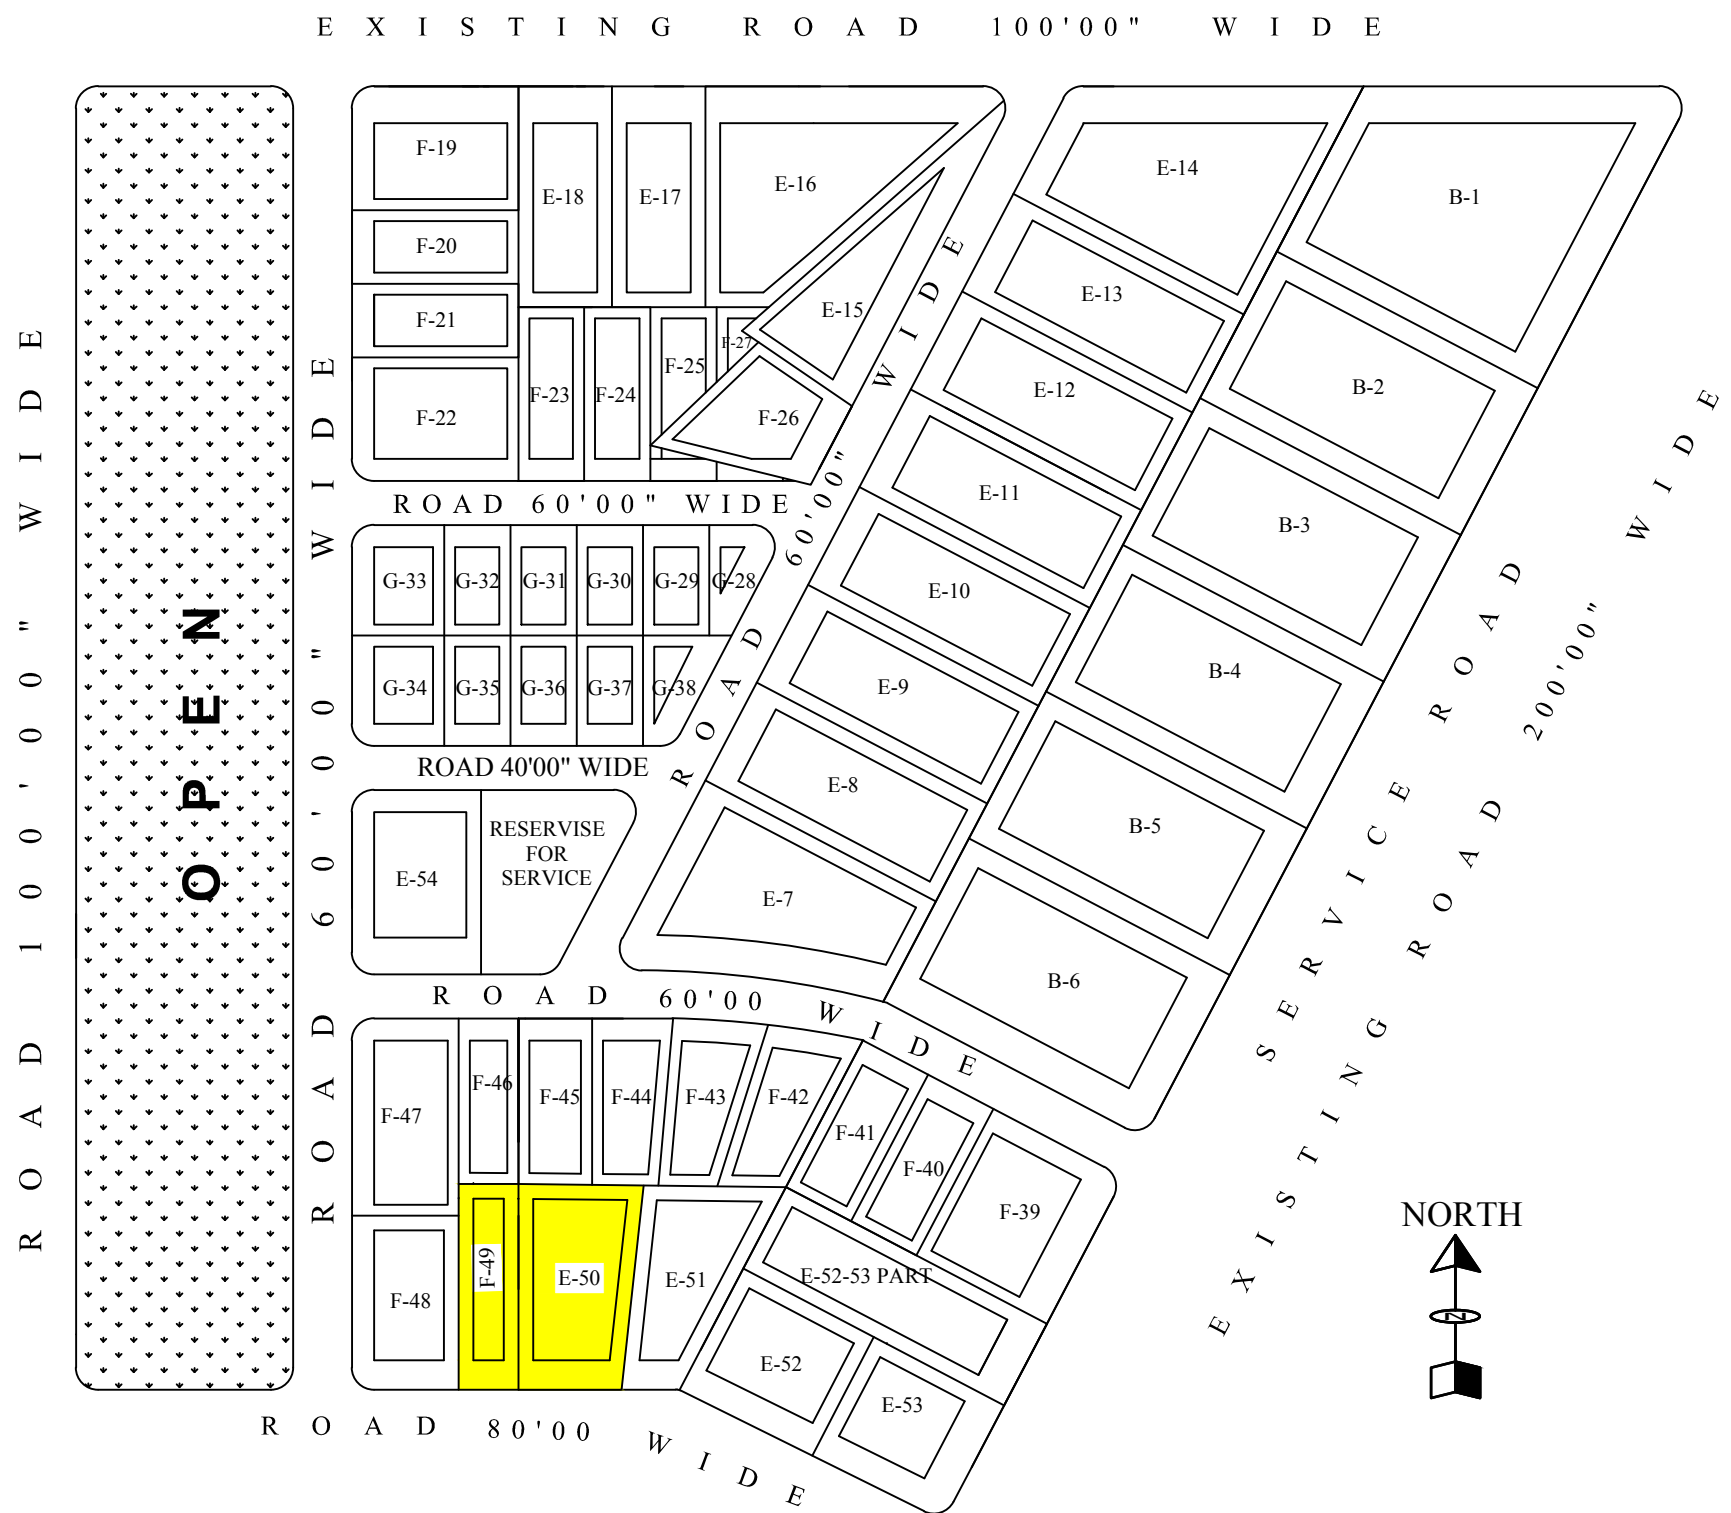 EXISTING ROAD 100'00" WIDE
ROAD 100'00" WIDE
OPEN
ROAD 60'00" WIDE
F-19
F-20
F-21
F-22
E-18
E-17
E-16
E-15
F-23
F-24
F-25
F-27
F-26
ROAD 60'00" WIDE
ROAD 60'00" WIDE
G-33
G-32
G-31
G-30
G-29
G-28
G-34
G-35
G-36
G-37
G-38
ROAD 40'00" WIDE
E-54
RESERVISE
FOR
SERVICE
E-14
E-13
E-12
E-11
E-10
E-9
E-8
E-7
B-1
B-2
B-3
B-4
B-5
B-6
SERVICE ROAD
EXISTING ROAD 200'00" WIDE
ROAD 60'00 WIDE
F-47
F-46
F-45
F-44
F-43
F-42
F-41
F-40
F-39
F-48
F-49
E-50
E-51
E-52-53 PART
E-52
E-53
ROAD 80'00 WIDE
NORTH
N